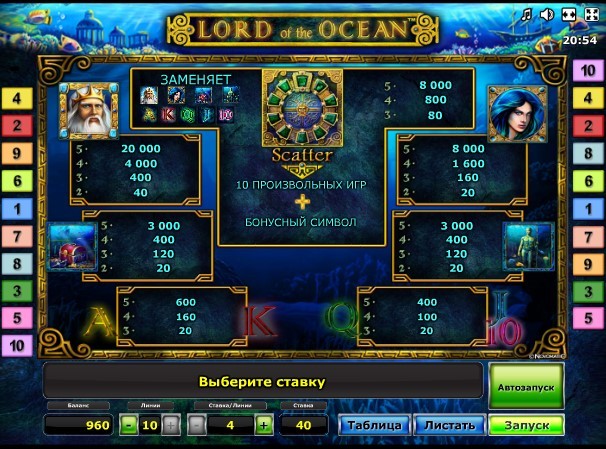 LORD of the OCEAN™
20:54
ЗАМЕНЯЕТ
A K Q J 10
Scatter
10 ПРОИЗВОЛЬНЫХ ИГР
+
БОНУСНЫЙ СИМВОЛ
5· 8 000
4· 800
3· 80
5· 20 000
4· 4 000
3· 400
2· 40
5· 8 000
4· 1 600
3· 160
2· 20
5· 3 000
4· 400
3· 120
2· 20
5· 3 000
4· 400
3· 120
2· 20
A K
5· 600
4· 160
3· 20
Q J 10
5· 400
4· 100
3· 20
4
2
9
6
1
7
8
3
5
10
10
4
2
9
6
1
7
8
3
5
© NOVOMATIC
Выберите ставку
Автозапуск
Баланс
960
Линии
- 10 +
Ставка/Линии
- 4 +
Ставка
40
Таблица
Листать
Запуск